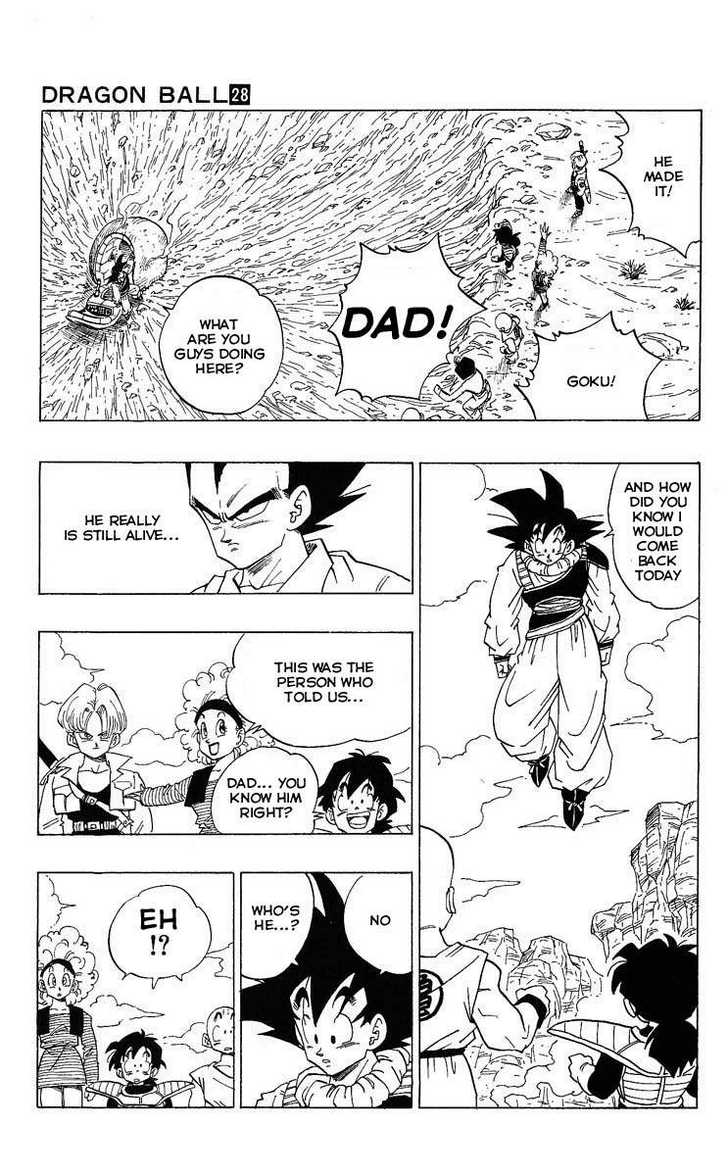 DRAGON BALL 28
HE
MADE
IT!
DAD!
WHAT
ARE YOU
GUYS DOING
HERE?
GOKU!
AND HOW
DID YOU
KNOW I
WOULD
COME
BACK
TODAY
HE REALLY
IS STILL ALIVE...
THIS WAS THE
PERSON WHO
TOLD US...
DAD... YOU
KNOW HIM
RIGHT?
NO
WHO'S
HE...?
EH
!?